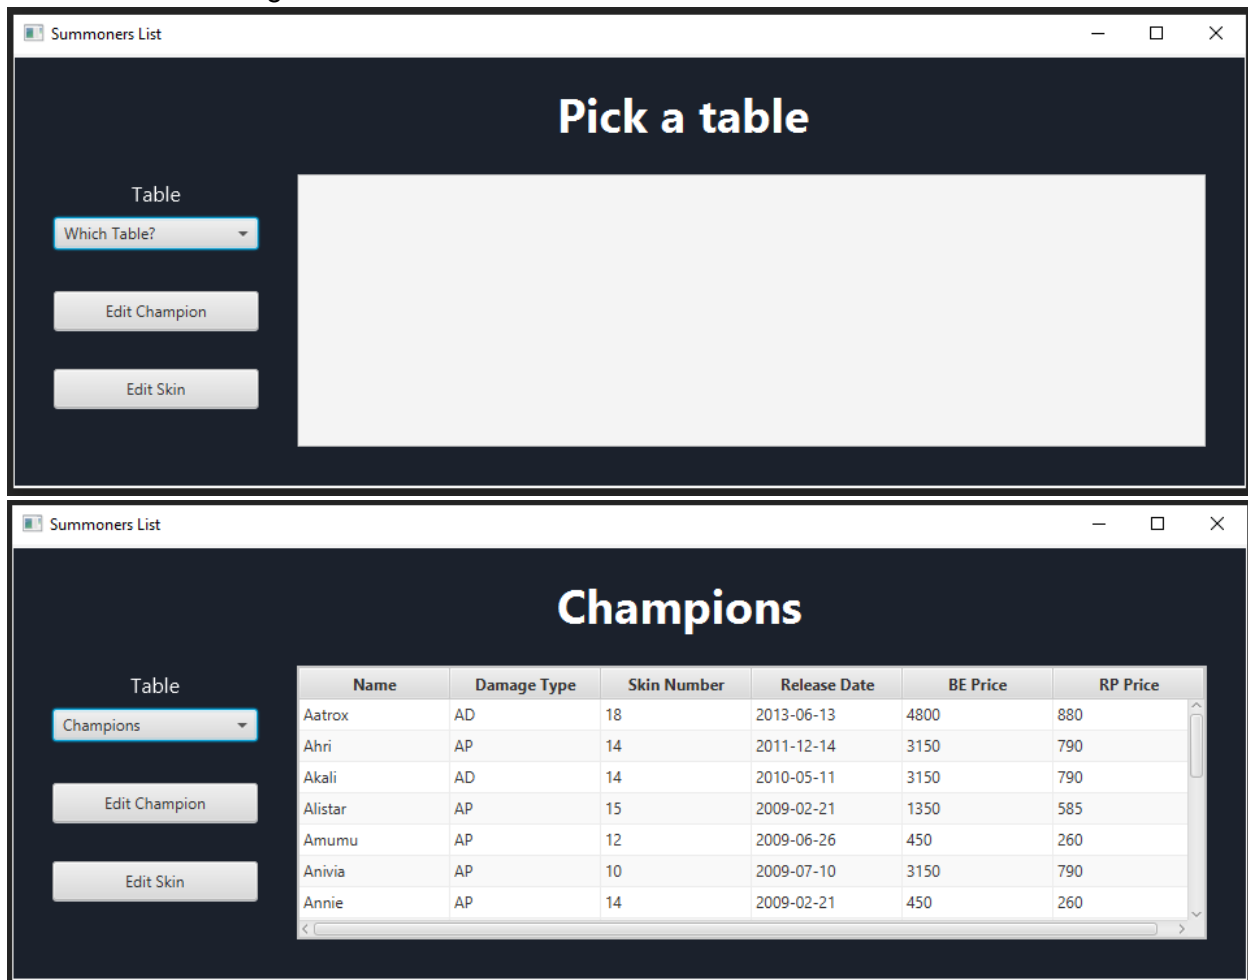 Summoners List
Pick a table
Table
Which Table?
Edit Champion
Edit Skin
Summoners List
Champions
Table
Champions
Edit Champion
Edit Skin
Name Damage Type Skin Number Release Date BE Price RP Price
Aatrox AD 18 2013-06-13 4800 880
Ahri AP 14 2011-12-14 3150 790
Akali AD 14 2010-05-11 3150 790
Alistar AP 15 2009-02-21 1350 585
Amumu AP 12 2009-06-26 450 260
Anivia AP 10 2009-07-10 3150 790
Annie AP 14 2009-02-21 450 260